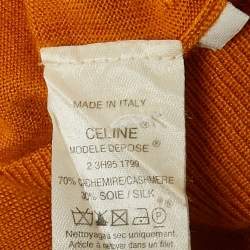 MADE IN ITALY
CELINE
MODELE DEPOSE®
2 3H95 1799
70% CACHEMIRE/CASHMERE
30% SOIE / SILK
Nettoyage à sec uniquement.
Article à renover dans un filet